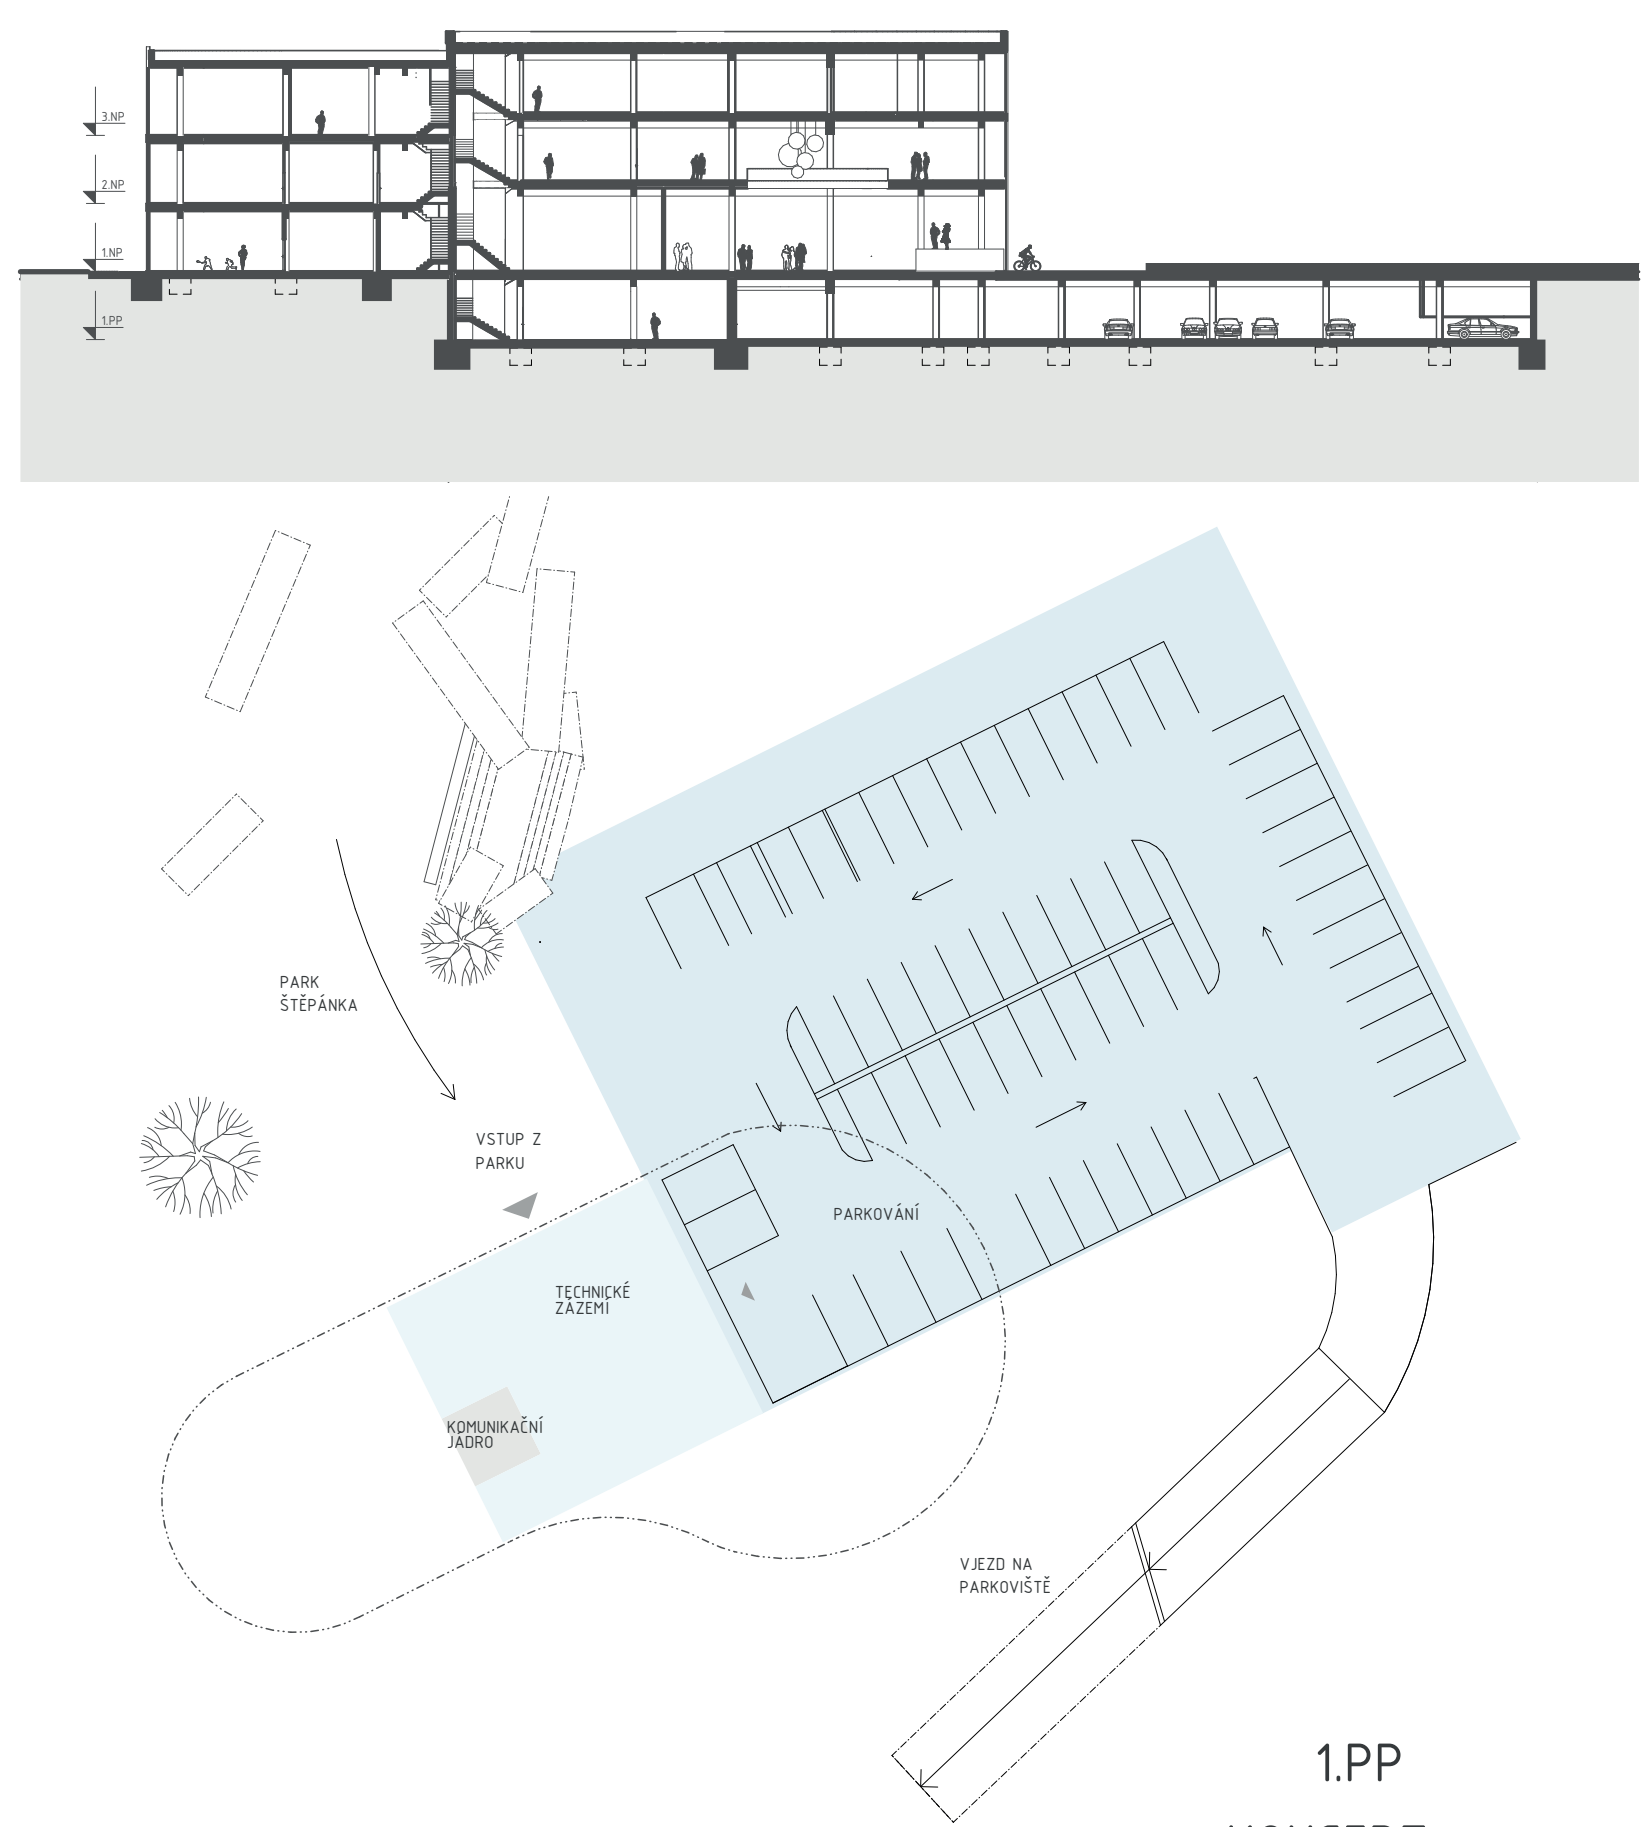 3.NP
2.NP
1.NP
1.PP
PARK
ŠTĚPÁNKA
VSTUP Z
PARKU
PARKOVÁNÍ
TECHNICKÉ
ZÁZEMÍ
KOMUNIKAČNÍ
JÁDRO
VJEZD NA
PARKOVIŠTĚ
1.PP